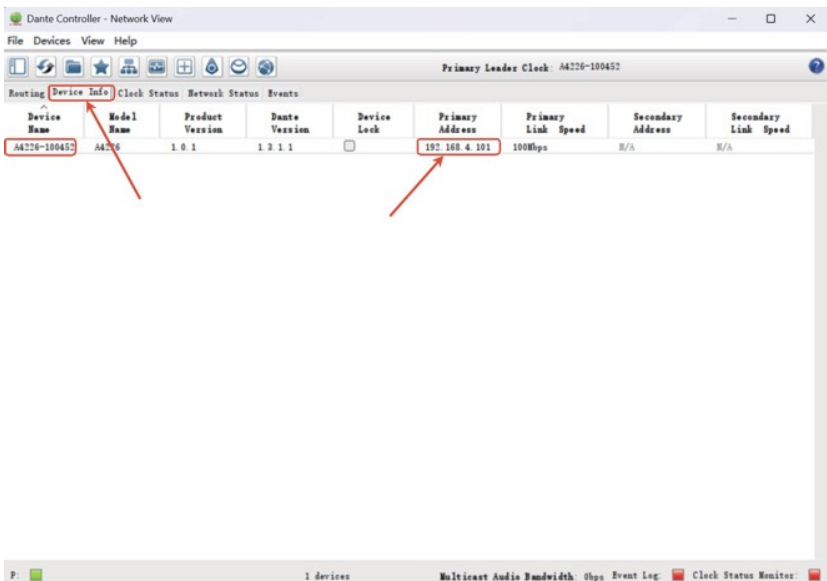 Dante Controller - Network View
File Devices View Help
Primary Leader Clock: A4226-100452
Routing Device Info Clock Status Network Status Events
Device Name Model Name Product Version Dante Version Device Lock Primary Address Primary Link Speed Secondary Address Secondary Link Speed
A4226-100452 A4226 1.0.1 1.3.1.1 192.168.4.101 100Mbps N/A N/A
P: 1 devices Multicast Audio Bandwidth: 0bps Event Log: Clock Status Monitor: